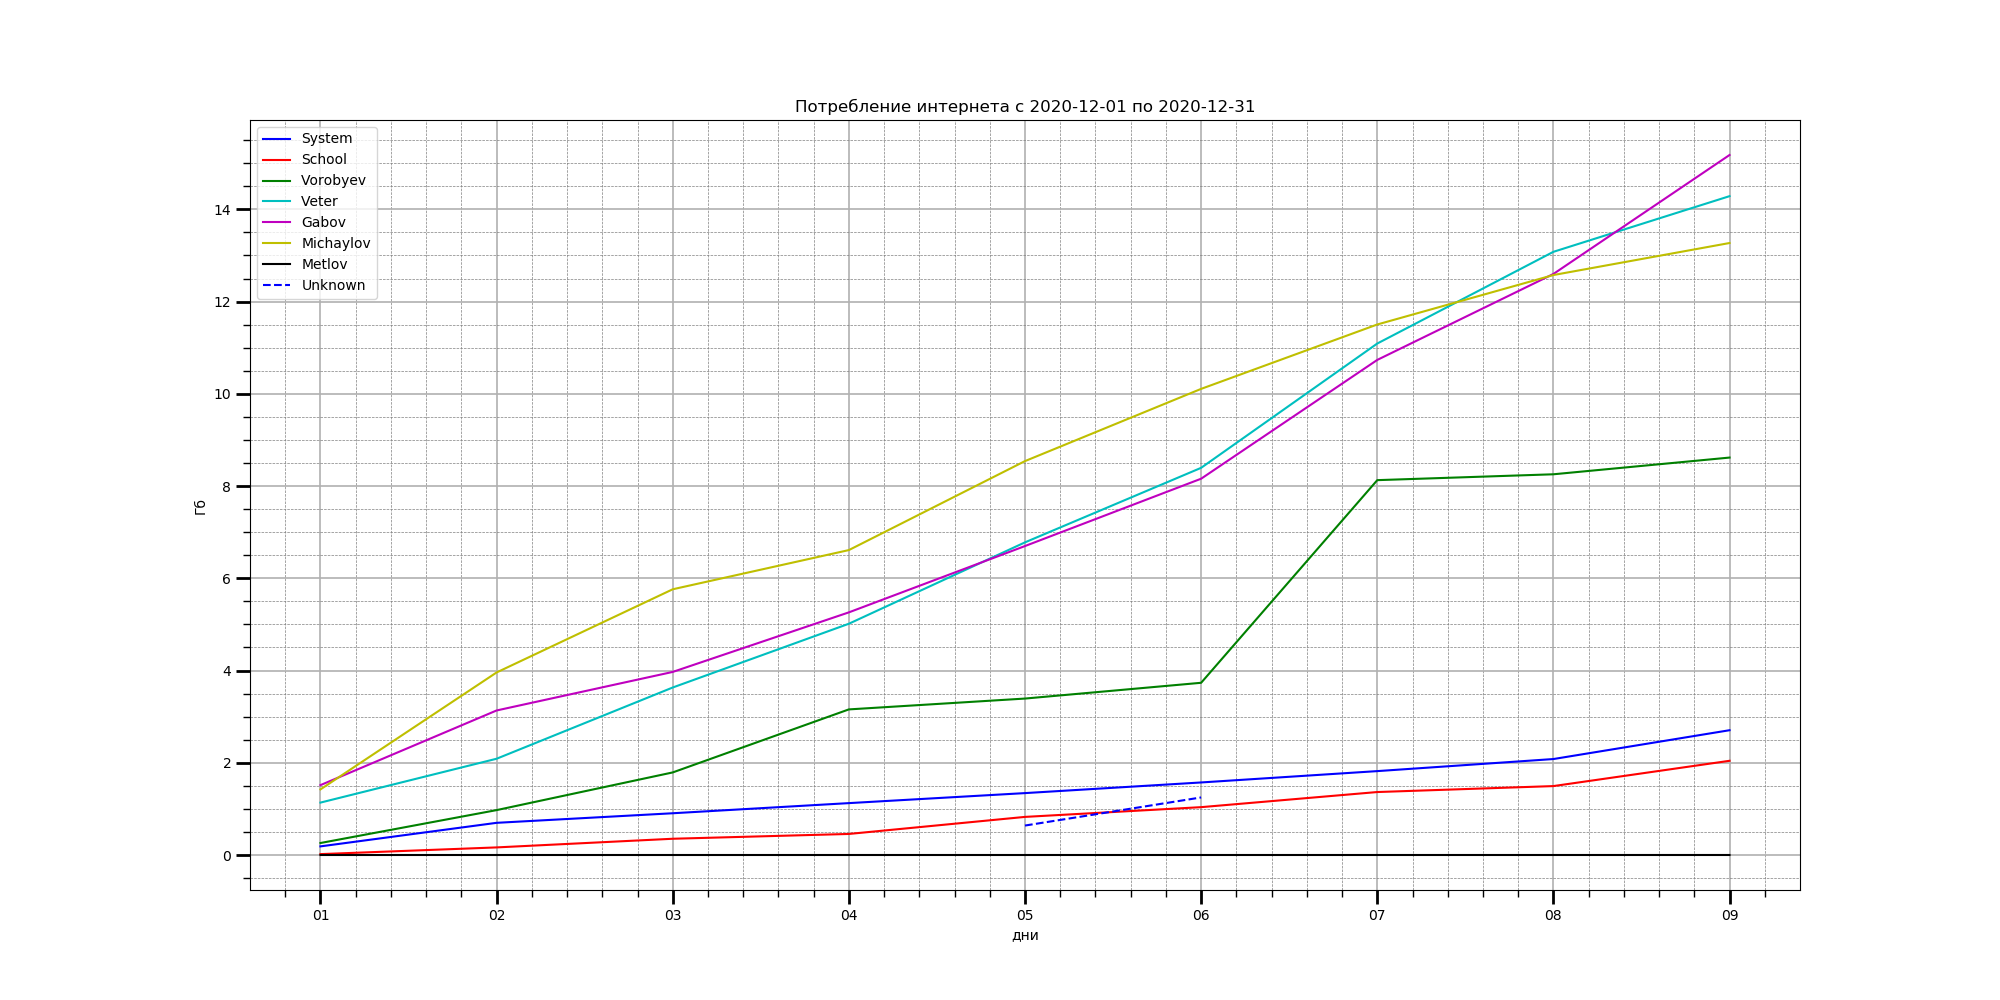 Потребление интернета с 2020-12-01 по 2020-12-31
System
School
Vorobyev
Veter
Gabov
Michaylov
Metlov
Unknown
14
12
10
8
6
4
2
0
Гб
01 02 03 04 05 06 07 08 09
дни